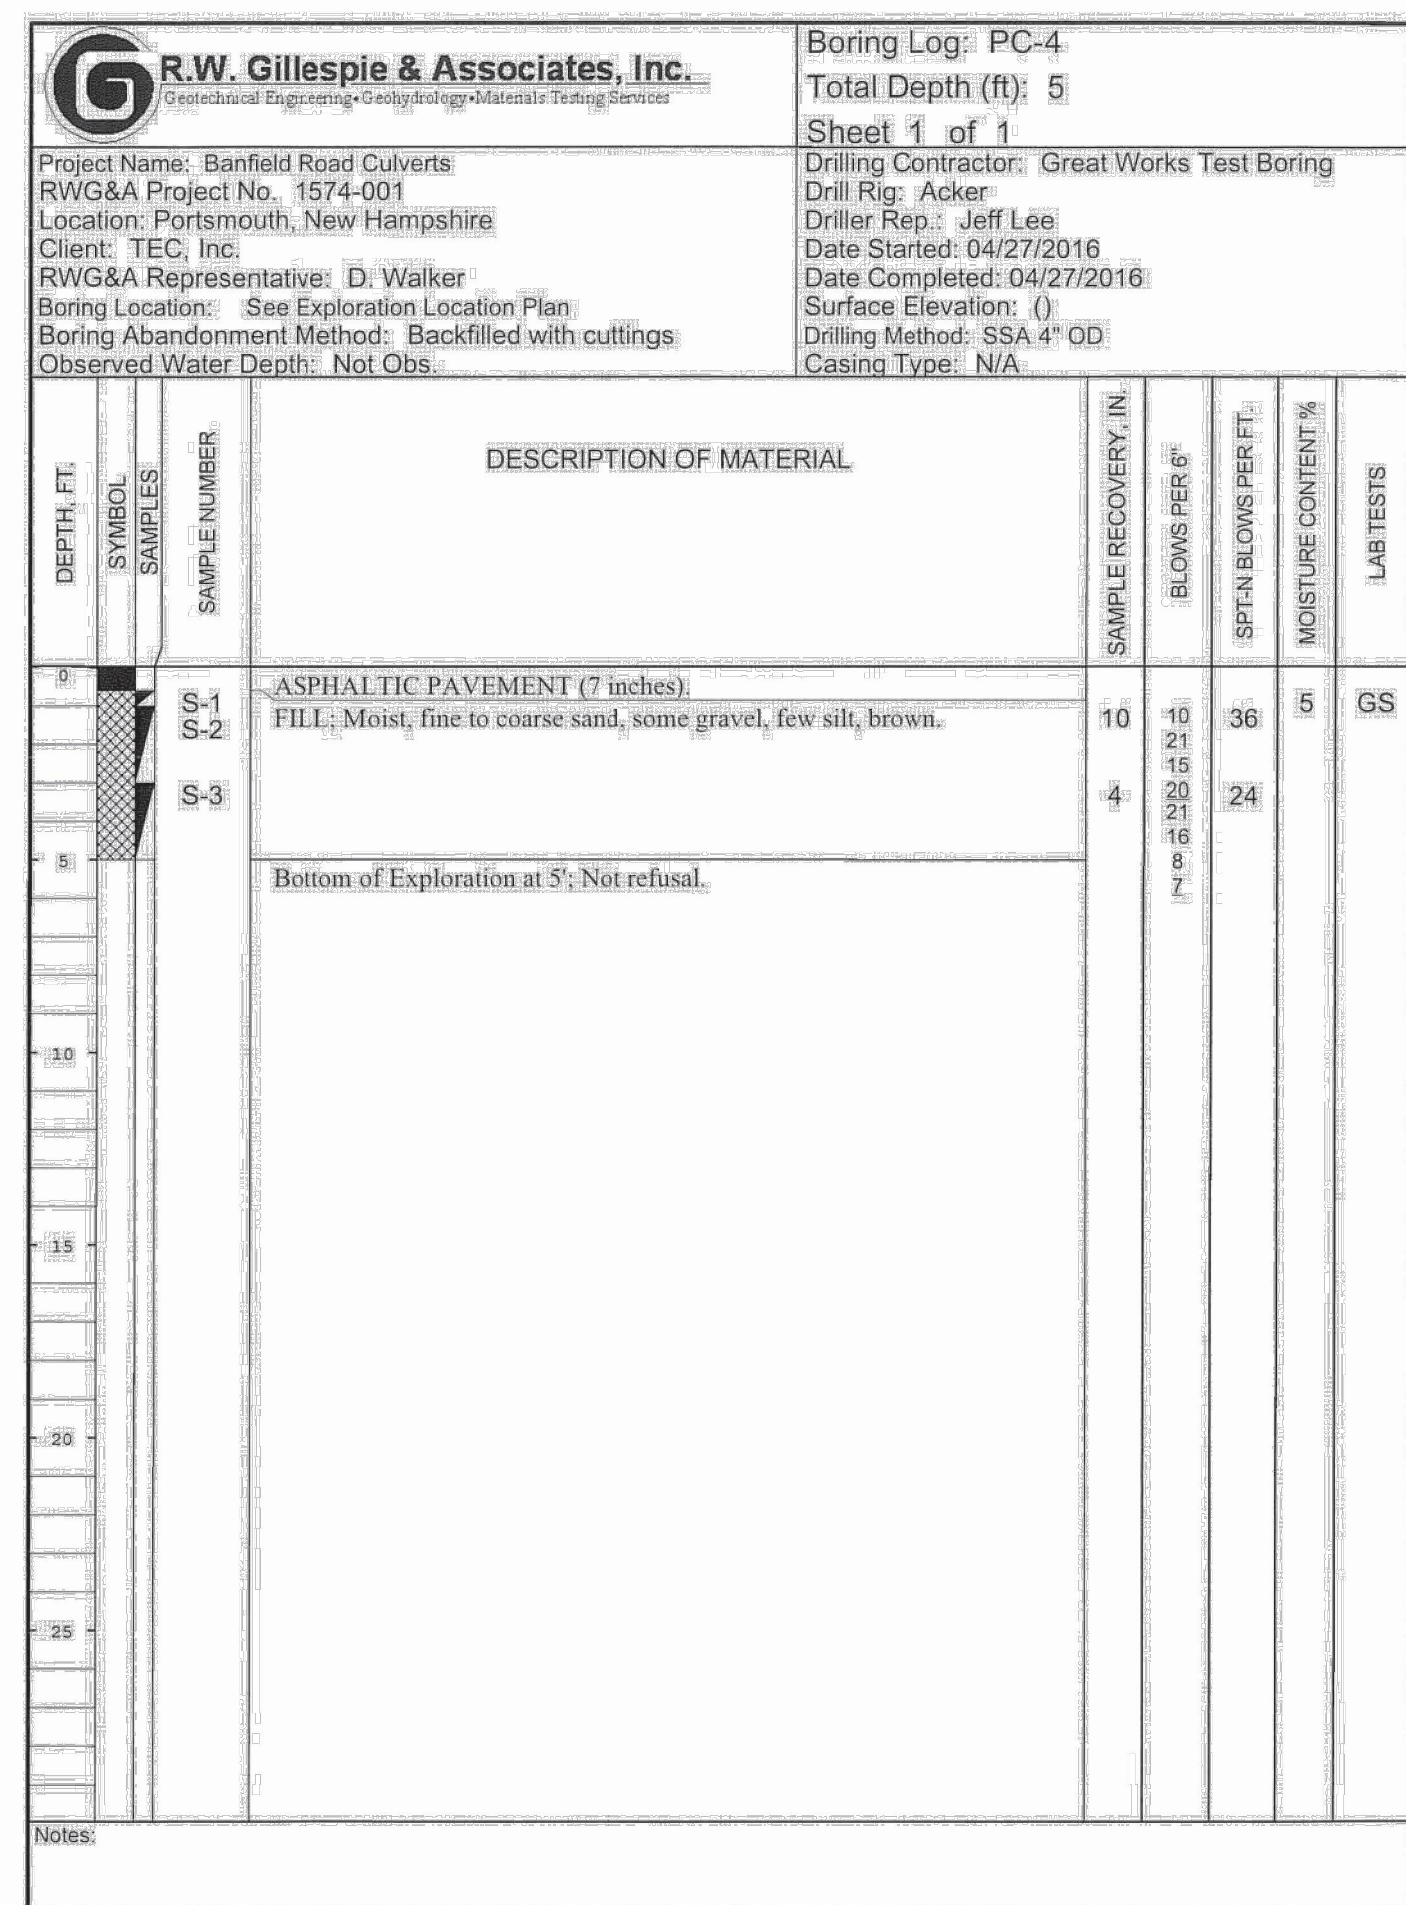 R.W. Gillespie & Associates, Inc.
Geotechnical Engineering•Geohydrology•Materials Testing Services
Boring Log: PC-4
Total Depth (ft): 5
Sheet 1 of 1
Project Name: Banfield Road Culverts
RWG&A Project No. 1574-001
Location: Portsmouth, New Hampshire
Client: TEC, Inc.
RWG&A Representative: D. Walker
Boring Location: See Exploration Location Plan
Boring Abandonment Method: Backfilled with cuttings
Observed Water Depth: Not Obs.
Drilling Contractor: Great Works Test Boring
Drill Rig: Acker
Driller Rep.: Jeff Lee
Date Started: 04/27/2016
Date Completed: 04/27/2016
Surface Elevation: ()
Drilling Method: SSA 4" OD
Casing Type: N/A
DEPTH, FT.
SYMBOL
SAMPLES
SAMPLE NUMBER
DESCRIPTION OF MATERIAL
SAMPLE RECOVERY, IN.
BLOWS PER 6"
SPT-N BLOWS PER FT.
MOISTURE CONTENT %
LAB TESTS
0
ASPHALTIC PAVEMENT (7 inches).
S-1
5
GS
S-2
FILL: Moist, fine to coarse sand, some gravel, few silt, brown.
10
10
36
21
15
S-3
4
20
24
21
16
5
8
Bottom of Exploration at 5'; Not refusal.
7
10
15
20
25
Notes: